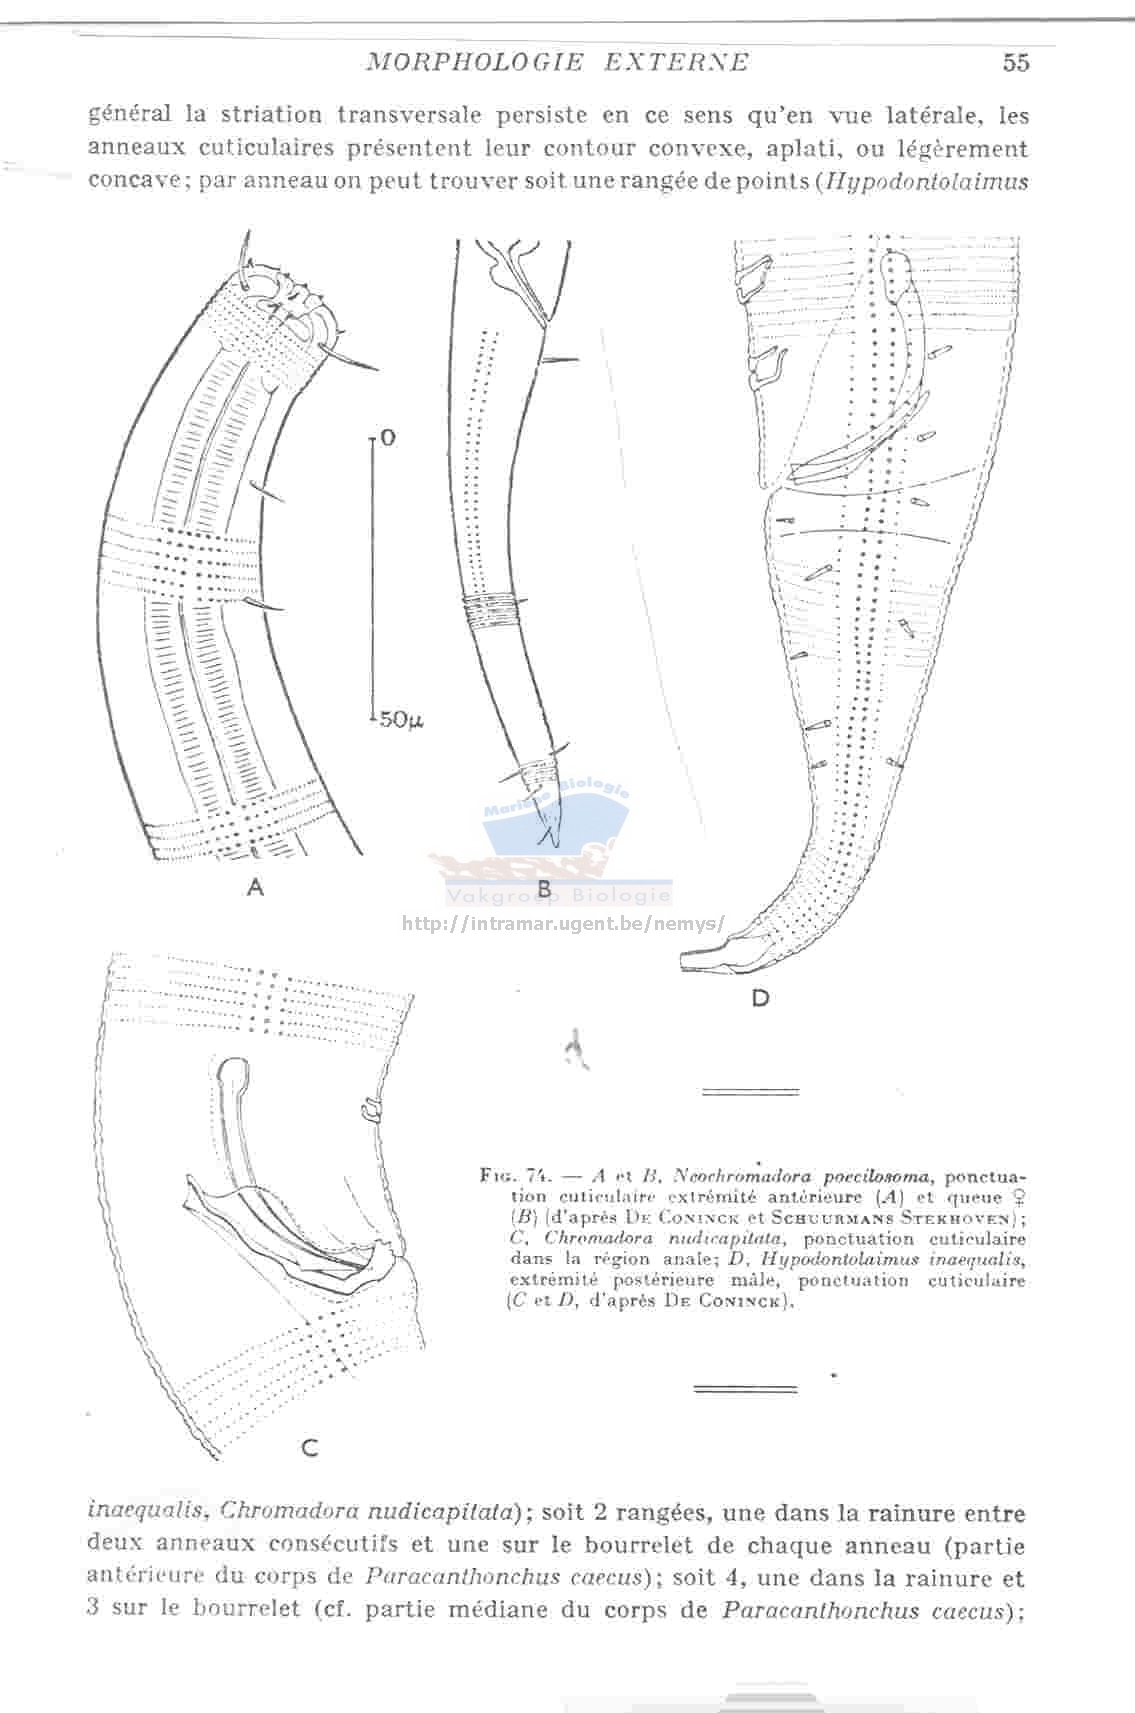 MORPHOLOGIE EXTERNE 55
général la striation transversale persiste en ce sens qu'en vue latérale, les
anneaux cuticulaires présentent leur contour convexe, aplati, ou légèrement
concave; par anneau on peut trouver soit une rangée de points (Hypodontolaimus
0
50µ
A
B
D
C
Mariene Biologie
Vakgroep Biologie
http://intramar.ugent.be/nemys/
FIG. 74. — A et B, Neochromadora poecilosoma, ponctua-
tion cuticulaire extrémité antérieure (A) et queue ♀
(B) (d'après DE CONINCK et SCHUURMANS STEKHOVEN);
C, Chromadora nudicapitata, ponctuation cuticulaire
dans la région anale; D, Hypodontolaimus inaequalis,
extrémité postérieure mâle, ponctuation cuticulaire
(C et D, d'après DE CONINCK).
inaequalis, Chromadora nudicapitata); soit 2 rangées, une dans la rainure entre
deux anneaux consécutifs et une sur le bourrelet de chaque anneau (partie
antérieure du corps de Paracanthonchus caecus); soit 4, une dans la rainure et
3 sur le bourrelet (cf. partie médiane du corps de Paracanthonchus caecus);